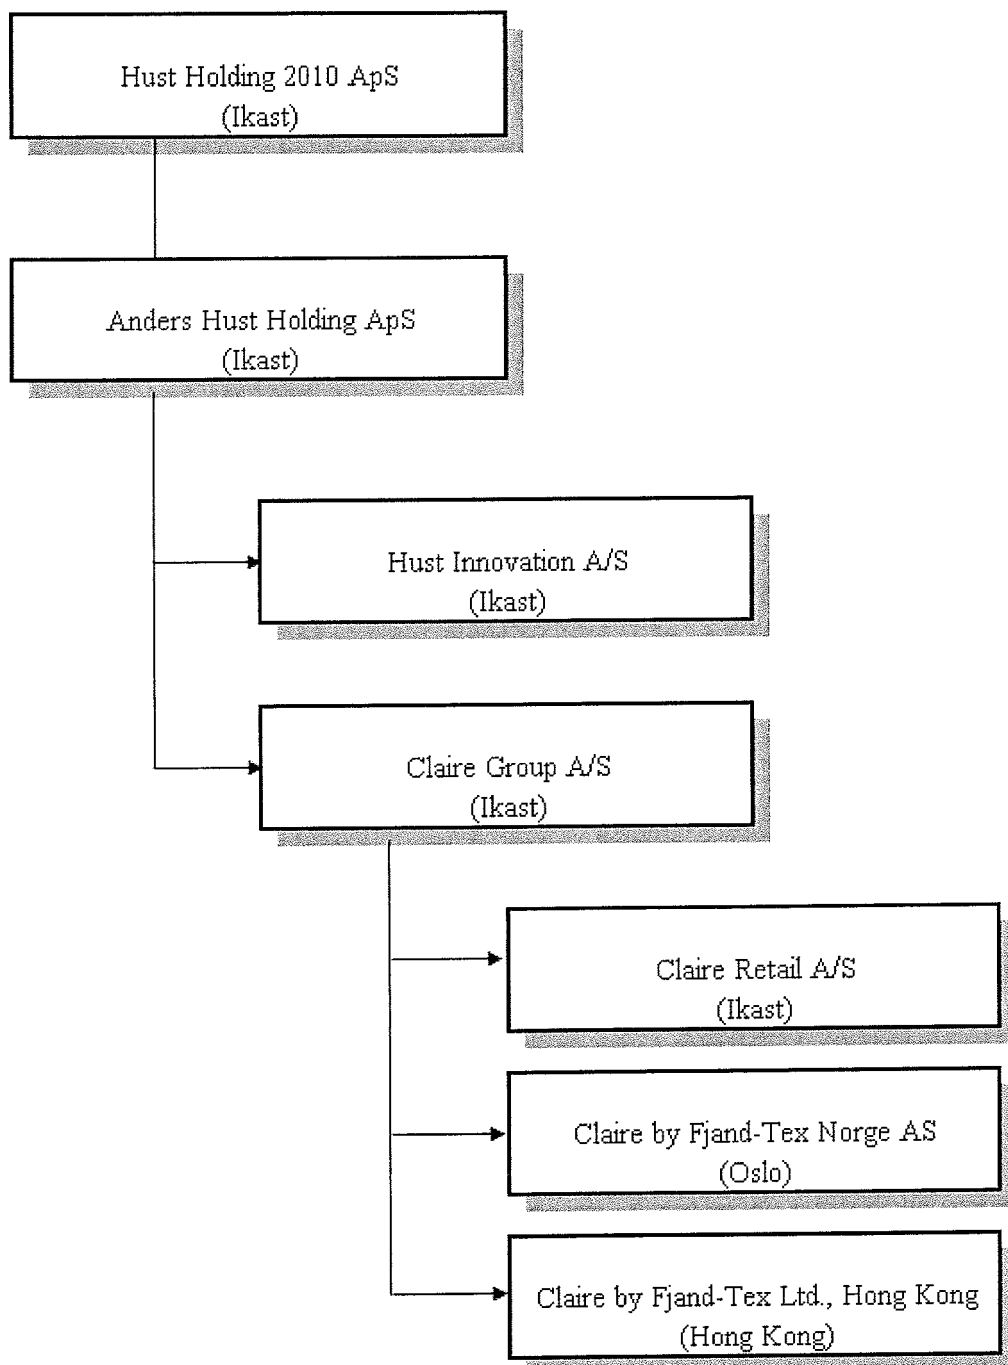 Hust Holding 2010 ApS
(Ikast)
Anders Hust Holding ApS
(Ikast)
Hust Innovation A/S
(Ikast)
Claire Group A/S
(Ikast)
Claire Retail A/S
(Ikast)
Claire by Fjand-Tex Norge AS
(Oslo)
Claire by Fjand-Tex Ltd., Hong Kong
(Hong Kong)